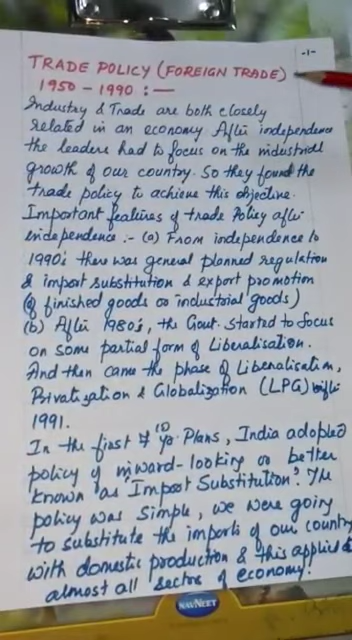 -1-
TRADE POLICY (FOREIGN TRADE)
1950 - 1990 :—
Industry & Trade are both closely
related in an economy. After independence
the leaders had to focus on the industrial
growth of our country. So they found the
trade policy to achieve this objective.
Important features of trade Policy after
independence :- (a) From independence to
1990's there was general planned regulation
& import substitution & export promotion
(of finished goods or industrial goods)
(b) After 1980's, the Govt. started to focus
on some partial form of Liberalisation.
And then came the phase of Liberalisation,
Privatization & Globalization (LPG) after
1991.
In the first 7 Yr. Plans, India adopted
policy of inward-looking or better
known as 'Import Substitution'. The
policy was simple, we were going
to substitute the imports of our country
with domestic production & this applied to
almost all sectors of economy.
NAVNEET